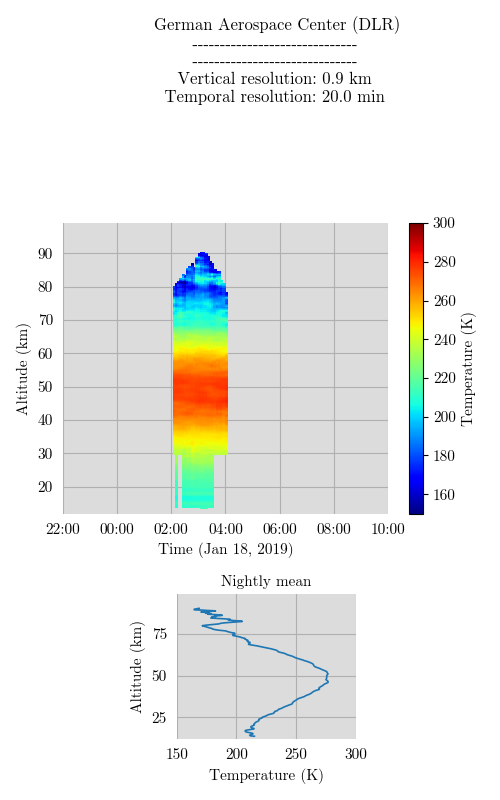 German Aerospace Center (DLR)
------------------------------
------------------------------
Vertical resolution: 0.9 km
Temporal resolution: 20.0 min
90
80
70
60
50
40
30
20
Altitude (km)
22:00 00:00 02:00 04:00 06:00 08:00 10:00
Time (Jan 18, 2019)
300
280
260
240
220
200
180
160
Temperature (K)
Nightly mean
75
50
25
Altitude (km)
150 200 250 300
Temperature (K)